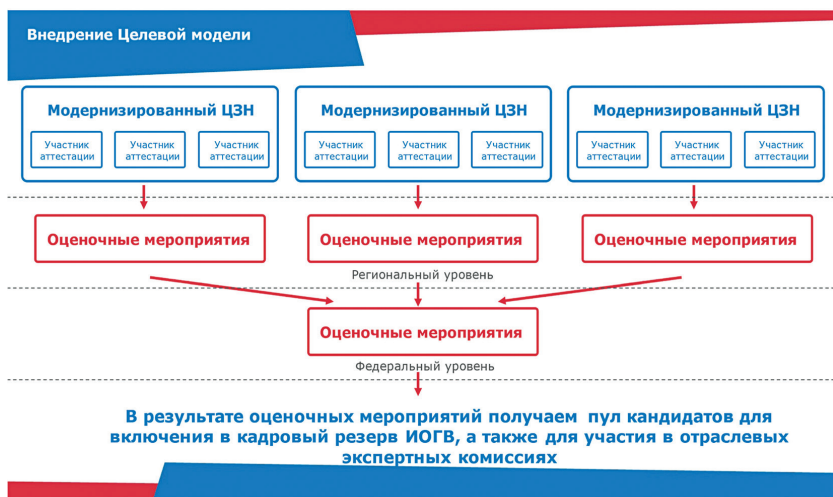 Внедрение Целевой модели
Модернизированный ЦЗН
Участник
аттестации
Участник
аттестации
Участник
аттестации
Модернизированный ЦЗН
Участник
аттестации
Участник
аттестации
Участник
аттестации
Модернизированный ЦЗН
Участник
аттестации
Участник
аттестации
Участник
аттестации
Оценочные мероприятия
Оценочные мероприятия
Оценочные мероприятия
Региональный уровень
Оценочные мероприятия
Федеральный уровень
В результате оценочных мероприятий получаем пул кандидатов для
включения в кадровый резерв ИОГВ, а также для участия в отраслевых
экспертных комиссиях